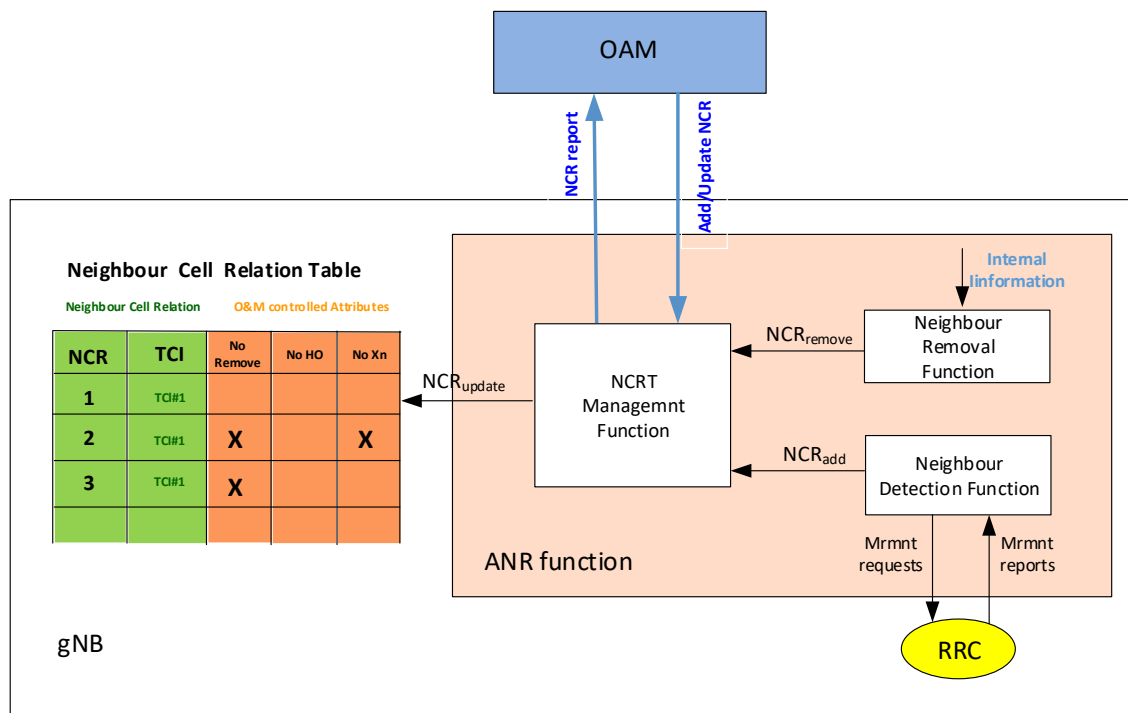 OAM
NCR report
Add/Update NCR
Neighbour Cell Relation Table
Neighbour Cell Relation
O&M controlled Attributes
NCR
TCI
No
Remove
No HO
No Xn
1
TCI#1
2
TCI#1
X
X
3
TCI#1
X
NCRupdate
NCRT
Managemnt
Function
Internal
Iinformation
NCRremove
Neighbour
Removal
Function
NCRadd
Neighbour
Detection Function
Mrmnt
requests
Mrmnt
reports
ANR function
RRC
gNB